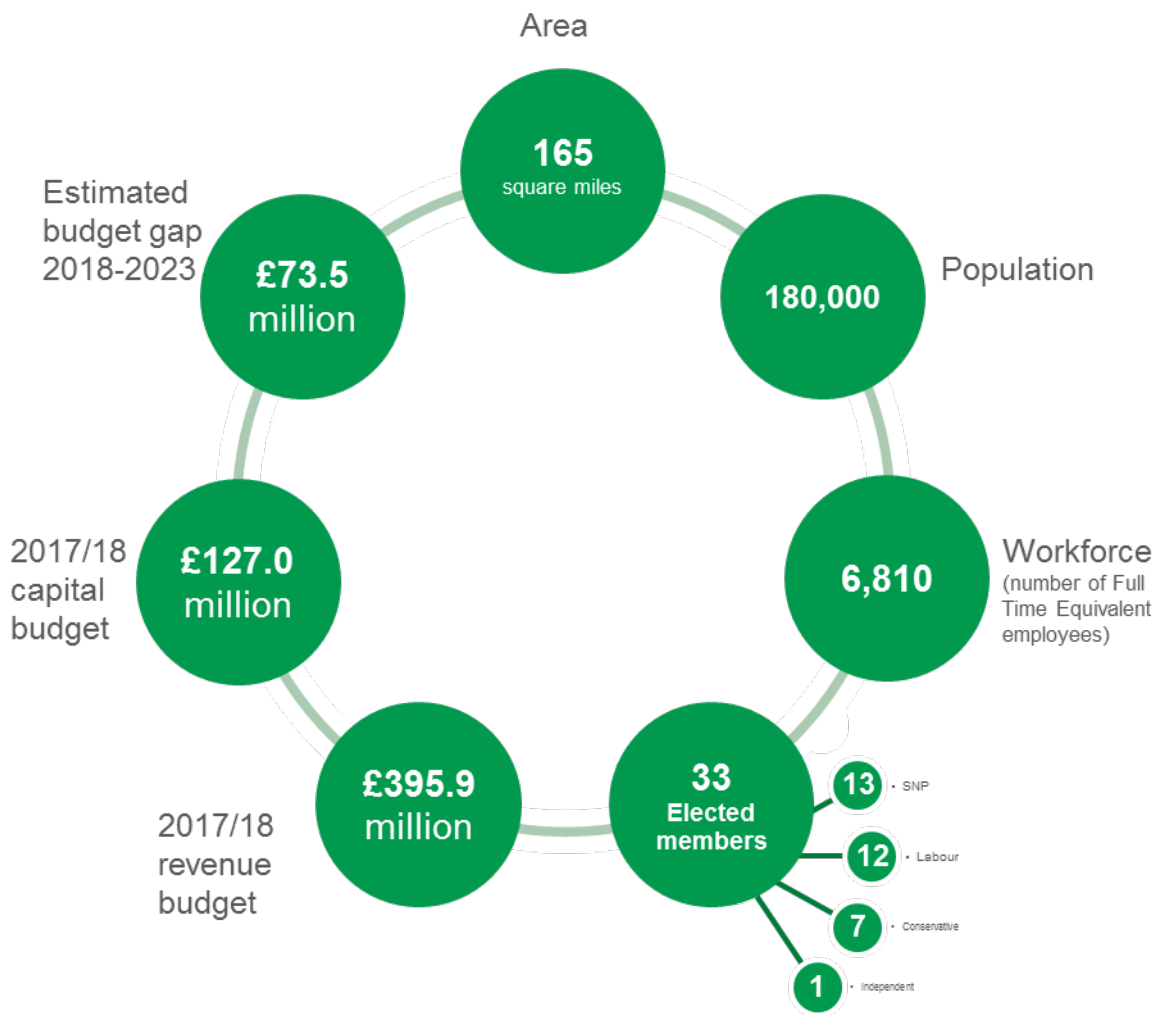 Area
165
square miles
Population
180,000
Workforce
(number of Full
Time Equivalent
employees)
6,810
33
Elected
members
13
• SNP
12
• Labour
7
• Conservative
1
• Independent
2017/18
revenue
budget
£395.9
million
2017/18
capital
budget
£127.0
million
Estimated
budget gap
2018-2023
£73.5
million